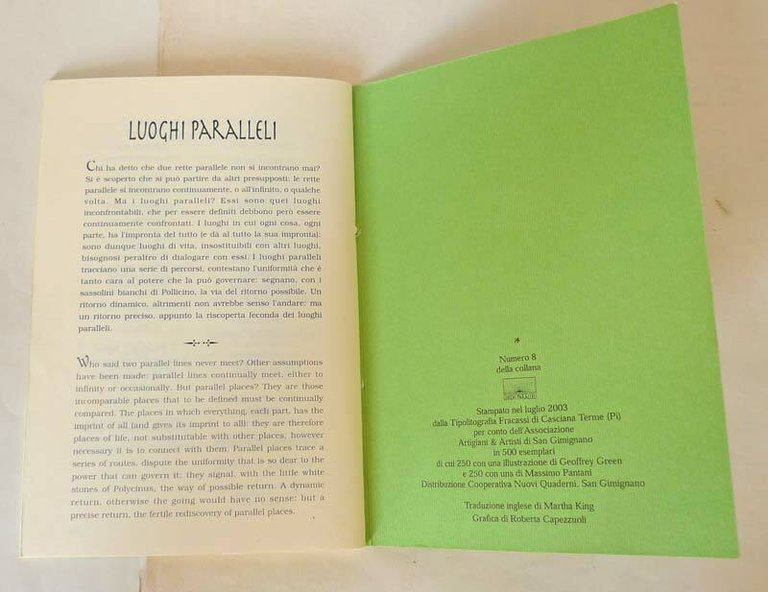 LUOGHI PARALLELI
Chi ha detto che due rette parallele non si incontrano mai?
Si è scoperto che si può partire da altri presupposti: le rette
parallele si incontrano continuamente, o all'infinito, o qualche
volta. Ma i luoghi paralleli? Essi sono quei luoghi
inconfrontabili, che per essere definiti debbono però essere
continuamente confrontati. I luoghi in cui ogni cosa, ogni
parte, ha l'impronta del tutto (e dà al tutto la sua impronta):
sono dunque luoghi di vita, insostituibili con altri luoghi,
bisognosi peraltro di dialogare con essi. I luoghi paralleli
tracciano una serie di percorsi, contestano l'uniformità che è
tanto cara al potere che la può governare: segnano, con i
sassolini bianchi di Pollicino, la via del ritorno possibile. Un
ritorno dinamico, altrimenti non avrebbe senso l'andare: ma
un ritorno preciso, appunto la riscoperta feconda dei luoghi
paralleli.
Who said two parallel lines never meet? Other assumptions
have been made: parallel lines continually meet, either to
infinity or occasionally. But parallel places? They are those
incomparable places that to be defined must be continually
compared. The places in which everything, each part, has the
imprint of all (and gives its imprint to all): they are therefore
places of life, not substitutable with other places, however
necessary it is to connect with them. Parallel places trace a
series of routes, dispute the uniformity that is so dear to the
power that can govern it: they signal, with the little white
stones of Polycinus, the way of possible return. A dynamic
return, otherwise the going would have no sense: but a
precise return, the fertile rediscovery of parallel places.
*
Numero 8
della collana
LUOGHI PARALLELI
Stampato nel luglio 2003
dalla Tipolitografia Fracassi di Casciana Terme (Pi)
per conto dell'Associazione
Artigiani & Artisti di San Gimignano
in 500 esemplari
di cui 250 con una illustrazione di Geoffrey Green
e 250 con una di Massimo Pantani
Distribuzione Cooperativa Nuovi Quaderni, San Gimignano
Traduzione inglese di Martha King
Grafica di Roberta Capezzuoli